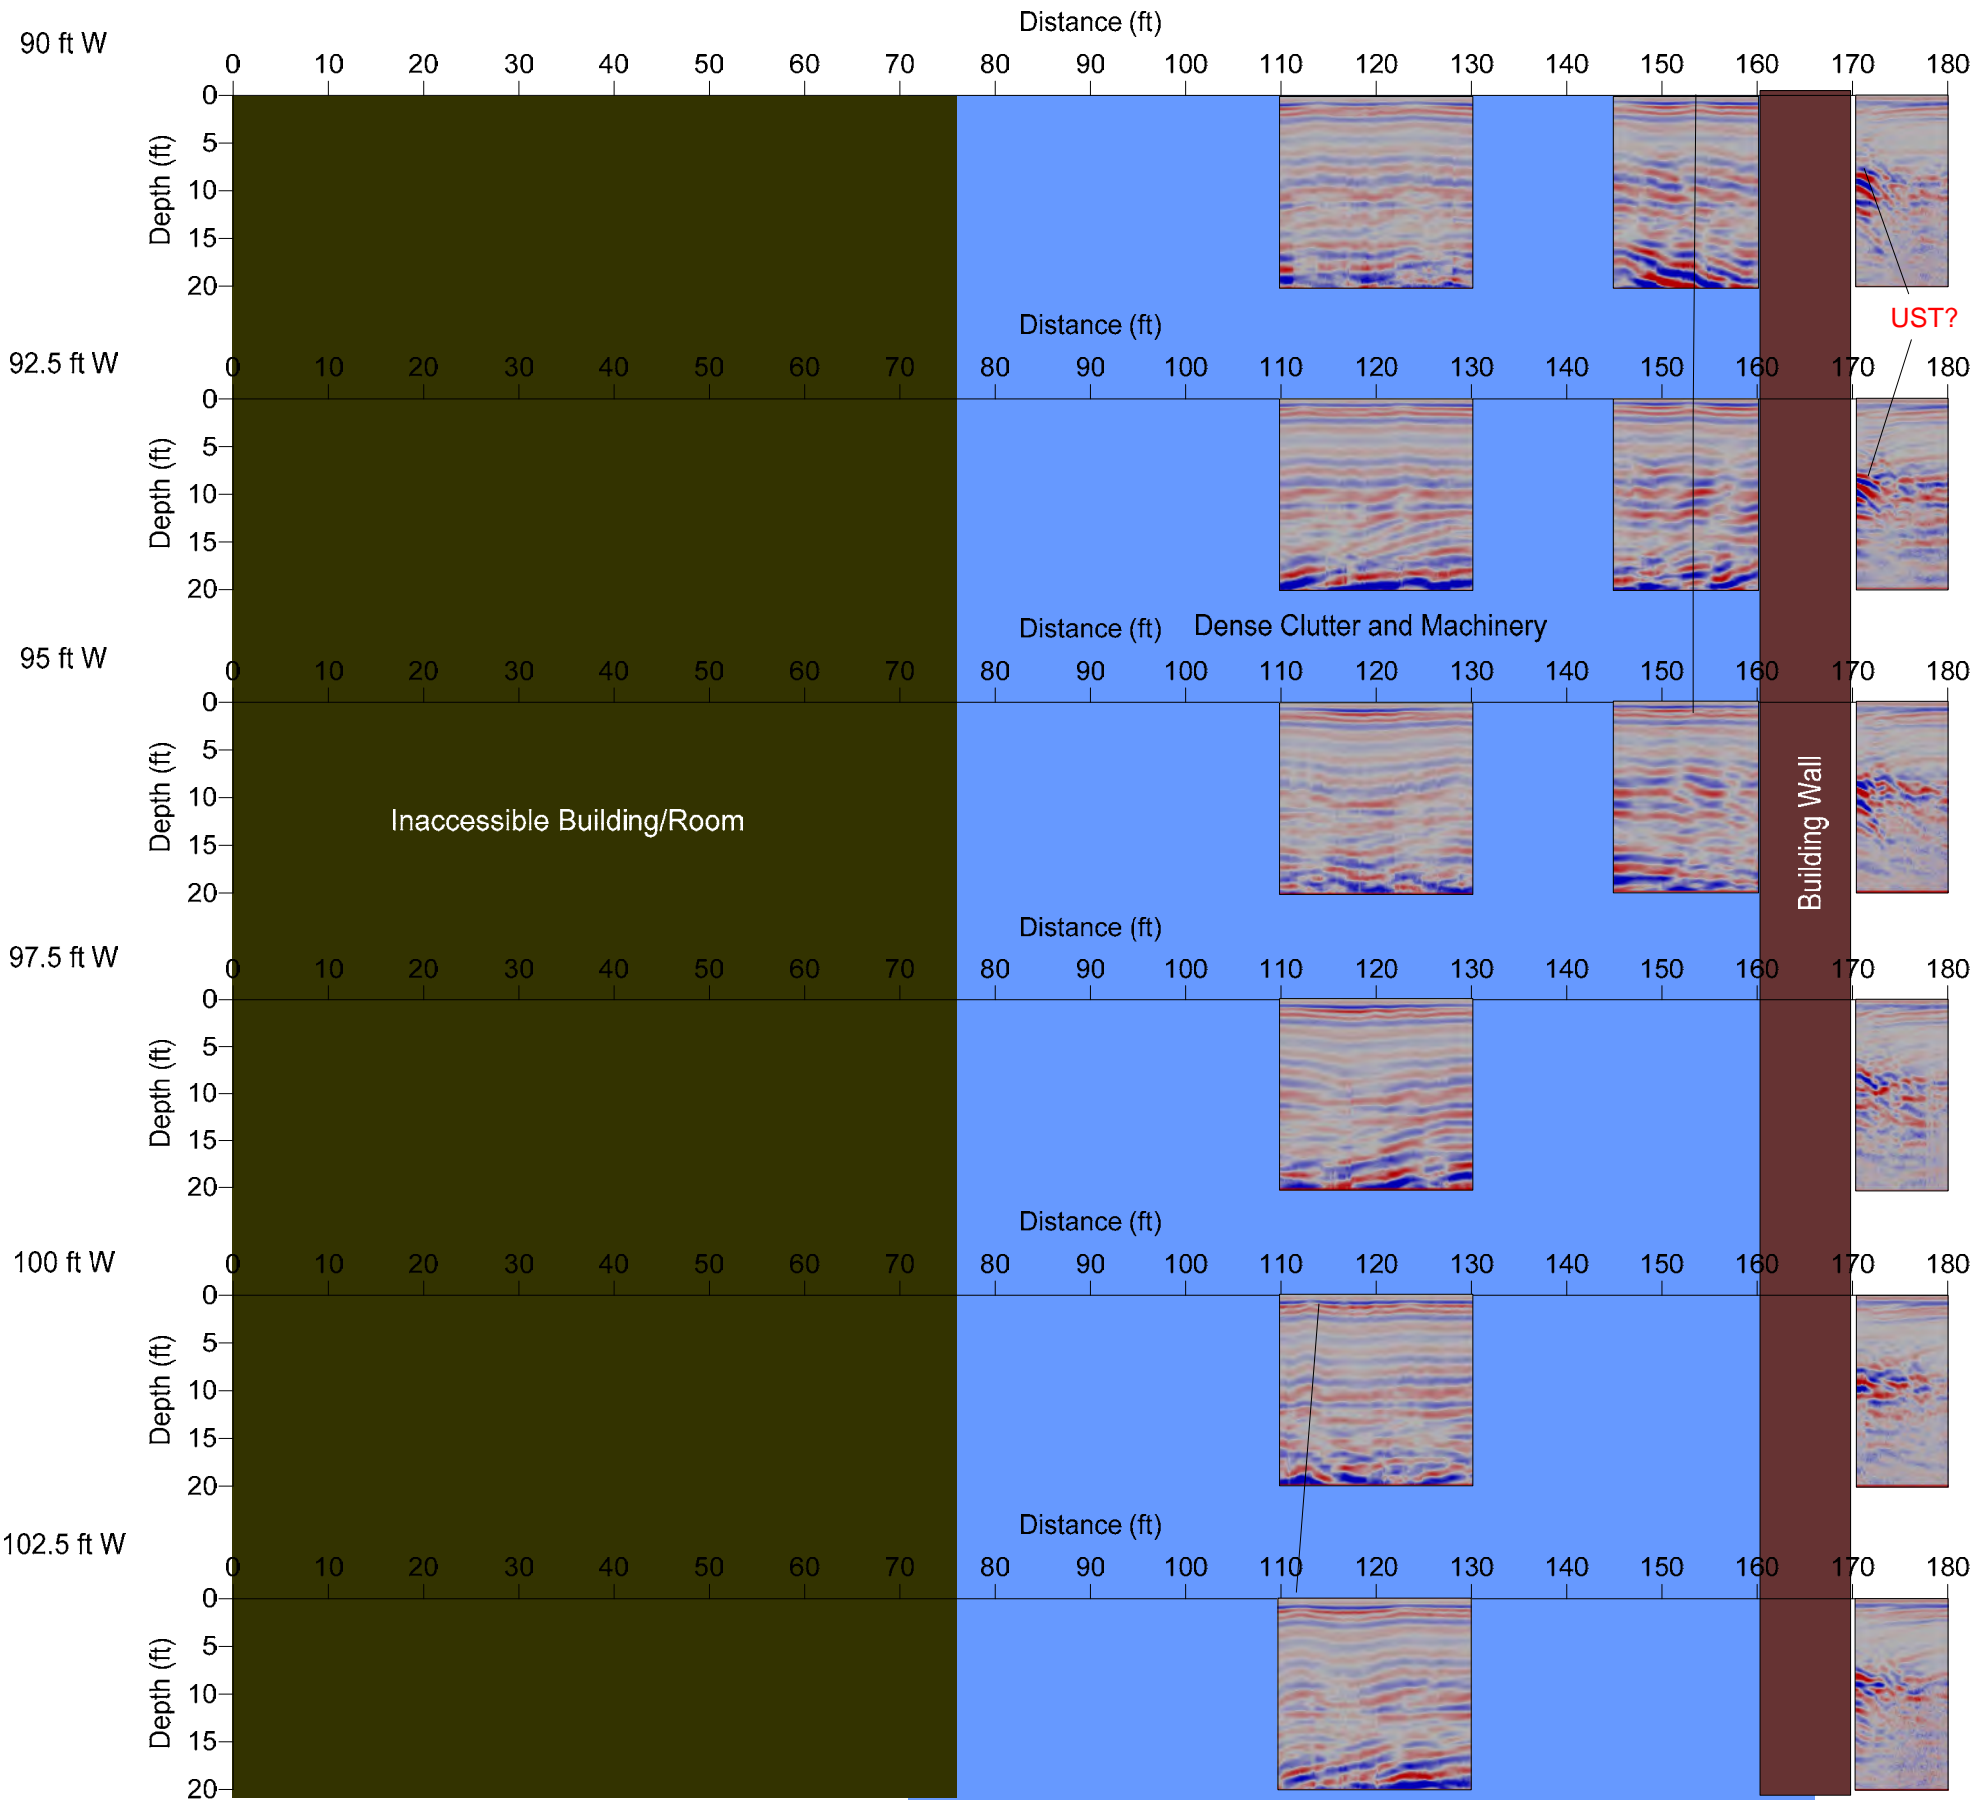 Distance (ft)
90 ft W
0 10 20 30 40 50 60 70 80 90 100 110 120 130 140 150 160 170 180
0
5
10
15
20
Depth (ft)
UST?
Distance (ft)
92.5 ft W
0 10 20 30 40 50 60 70 80 90 100 110 120 130 140 150 160 170 180
0
5
10
15
20
Depth (ft)
Distance (ft) Dense Clutter and Machinery
95 ft W
0 10 20 30 40 50 60 70 80 90 100 110 120 130 140 150 160 170 180
0
5
10
15
20
Depth (ft)
Inaccessible Building/Room
Building Wall
Distance (ft)
97.5 ft W
0 10 20 30 40 50 60 70 80 90 100 110 120 130 140 150 160 170 180
0
5
10
15
20
Depth (ft)
Distance (ft)
100 ft W
0 10 20 30 40 50 60 70 80 90 100 110 120 130 140 150 160 170 180
0
5
10
15
20
Depth (ft)
Distance (ft)
102.5 ft W
0 10 20 30 40 50 60 70 80 90 100 110 120 130 140 150 160 170 180
0
5
10
15
20
Depth (ft)